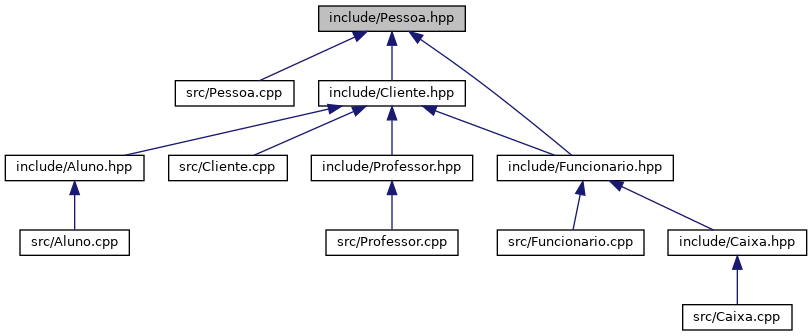 include/Pessoa.hpp
src/Pessoa.cpp
include/Cliente.hpp
include/Aluno.hpp
src/Cliente.cpp
include/Professor.hpp
include/Funcionario.hpp
src/Aluno.cpp
src/Professor.cpp
src/Funcionario.cpp
include/Caixa.hpp
src/Caixa.cpp